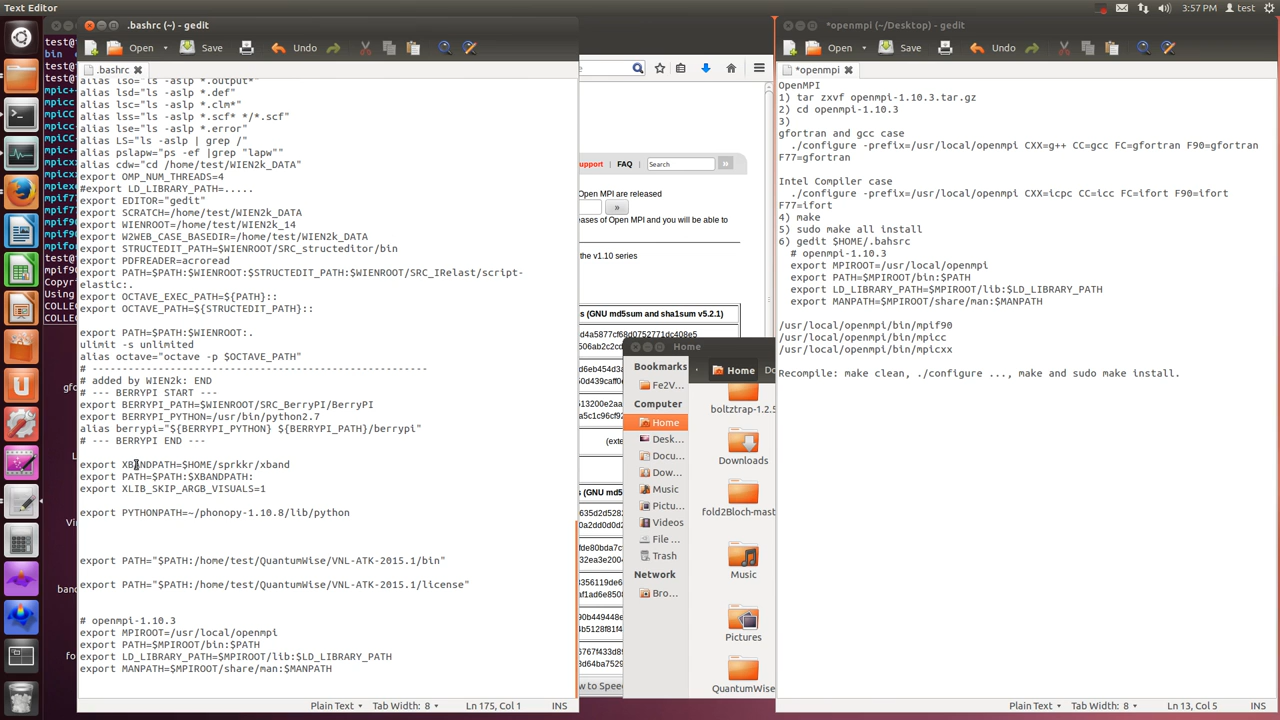 Text Editor
3:57 PM
test
.bashrc (~) - gedit
Open
Save
Undo
.bashrc
alias lso="ls -aslp *.output*"
alias lsd="ls -aslp *.def"
alias lsc="ls -aslp *.clm*"
alias lss="ls -aslp *.scf* */*.scf"
alias lse="ls -aslp *.error"
alias LS="ls -aslp | grep /"
alias pslapw="ps -ef |grep "lapw""
alias cdw="cd /home/test/WIEN2k_DATA"
export OMP_NUM_THREADS=4
#export LD_LIBRARY_PATH=.....
export EDITOR="gedit"
export SCRATCH=/home/test/WIEN2k_DATA
export WIENROOT=/home/test/WIEN2k_14
export W2WEB_CASE_BASEDIR=/home/test/WIEN2k_DATA
export STRUCTEDIT_PATH=$WIENROOT/SRC_structeditor/bin
export PDFREADER=acroread
export PATH=$PATH:$WIENROOT:$STRUCTEDIT_PATH:$WIENROOT/SRC_IRelast/script-
elastic:.
export OCTAVE_EXEC_PATH=${PATH}::
export OCTAVE_PATH=${STRUCTEDIT_PATH}::
export PATH=$PATH:$WIENROOT:.
ulimit -s unlimited
alias octave="octave -p $OCTAVE_PATH"
# --------------------------------------------------------
# added by WIEN2k: END
# --- BERRYPI START ---
export BERRYPI_PATH=$WIENROOT/SRC_BerryPI/BerryPI
export BERRYPI_PYTHON=/usr/bin/python2.7
alias berrypi="${BERRYPI_PYTHON} ${BERRYPI_PATH}/berrypi"
# --- BERRYPI END ---
export XBANDPATH=$HOME/sprkkr/xband
export PATH=$PATH:$XBANDPATH:
export XLIB_SKIP_ARGB_VISUALS=1
export PYTHONPATH=~/phonopy-1.10.8/lib/python
export PATH="$PATH:/home/test/QuantumWise/VNL-ATK-2015.1/bin"
export PATH="$PATH:/home/test/QuantumWise/VNL-ATK-2015.1/license"
# openmpi-1.10.3
export MPIROOT=/usr/local/openmpi
export PATH=$MPIROOT/bin:$PATH
export LD_LIBRARY_PATH=$MPIROOT/lib:$LD_LIBRARY_PATH
export MANPATH=$MPIROOT/share/man:$MANPATH
Plain Text
Tab Width: 8
Ln 175, Col 1
INS
FAQ
Search
Open MPI are released
eases of Open MPI and you will be able to
the v1.10 series
s (GNU md5sum and sha1sum v5.2.1)
Home
Bookmarks
Fe2V...
Computer
Home
Desk...
Docu...
Dow...
Music
Pictu...
Videos
File ...
Trash
Network
Bro...
Home
boltztrap-1.2.5
Downloads
fold2Bloch-mast
Music
Pictures
QuantumWise
*openmpi (~/Desktop) - gedit
Open
Save
Undo
*openmpi
OpenMPI
1) tar zxvf openmpi-1.10.3.tar.gz
2) cd openmpi-1.10.3
3)
gfortran and gcc case
./configure -prefix=/usr/local/openmpi CXX=g++ CC=gcc FC=gfortran F90=gfortran
F77=gfortran
Intel Compiler case
./configure -prefix=/usr/local/openmpi CXX=icpc CC=icc FC=ifort F90=ifort
F77=ifort
4) make
5) sudo make all install
6) gedit $HOME/.bahsrc
# openmpi-1.10.3
export MPIROOT=/usr/local/openmpi
export PATH=$MPIROOT/bin:$PATH
export LD_LIBRARY_PATH=$MPIROOT/lib:$LD_LIBRARY_PATH
export MANPATH=$MPIROOT/share/man:$MANPATH
/usr/local/openmpi/bin/mpif90
/usr/local/openmpi/bin/mpicc
/usr/local/openmpi/bin/mpicxx
Recompile: make clean, ./configure ..., make and sudo make install.
Plain Text
Tab Width: 8
Ln 13, Col 5
INS